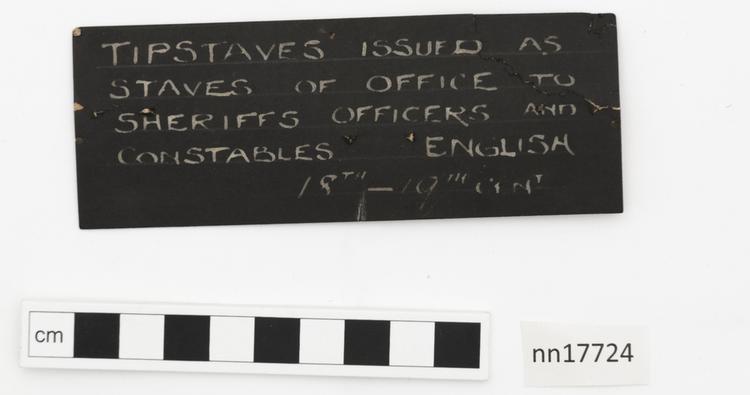 TIPSTAVES ISSUED AS
STAVES OF OFFICE TO
SHERIFFS OFFICERS AND
CONSTABLES ENGLISH
18TH — 19TH CENT
cm
nn17724